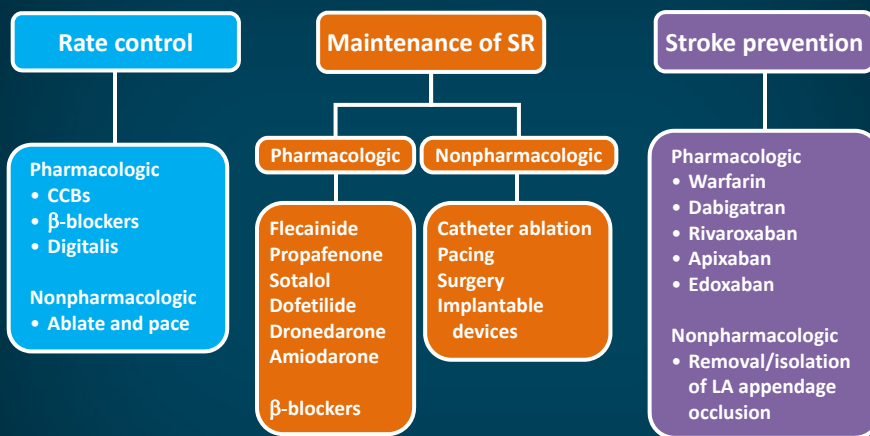 Rate control
Pharmacologic
• CCBs
• β-blockers
• Digitalis
Nonpharmacologic
• Ablate and pace
Maintenance of SR
Pharmacologic
Flecainide
Propafenone
Sotalol
Dofetilide
Dronedarone
Amiodarone
β-blockers
Nonpharmacologic
Catheter ablation
Pacing
Surgery
Implantable
devices
Stroke prevention
Pharmacologic
• Warfarin
• Dabigatran
• Rivaroxaban
• Apixaban
• Edoxaban
Nonpharmacologic
• Removal/isolation
of LA appendage
occlusion